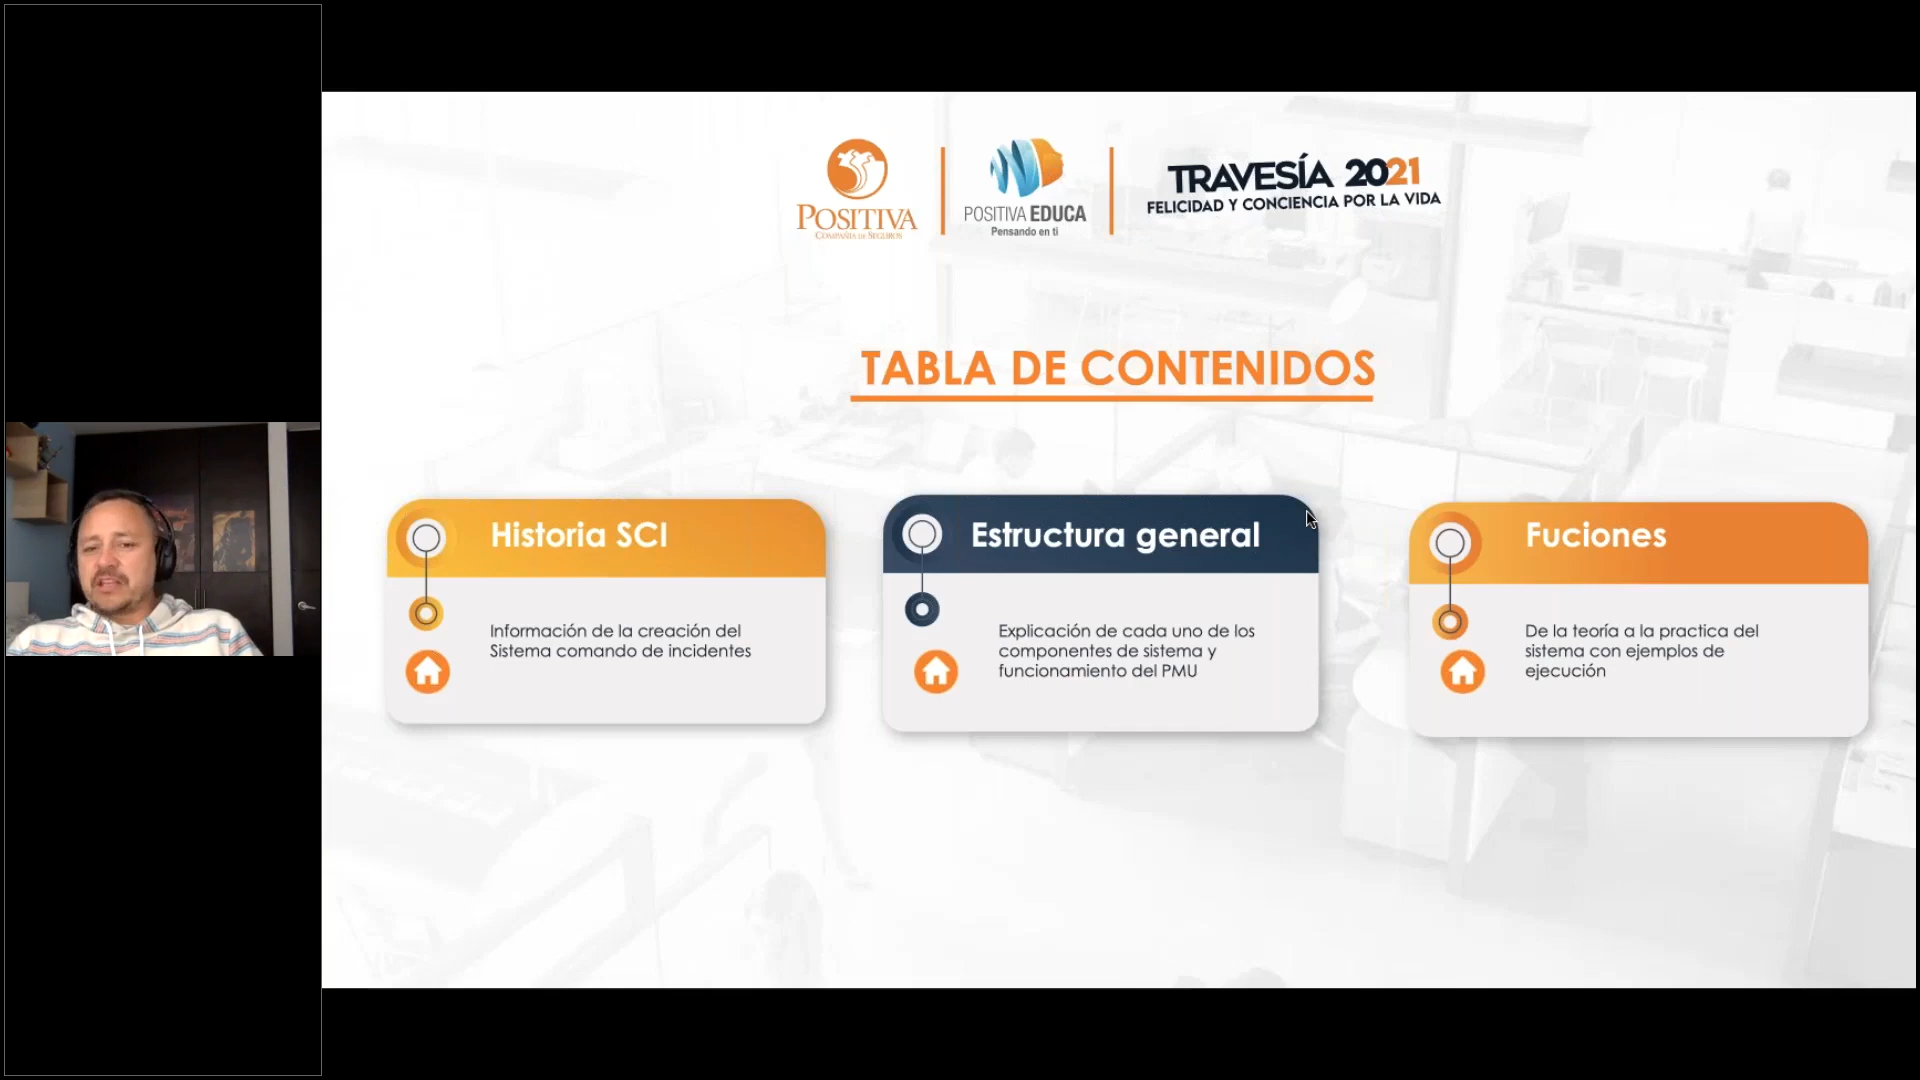 POSITIVA
COMPAÑÍA DE SEGUROS
POSITIVA EDUCA
Pensando en ti
TRAVESÍA 2021
FELICIDAD Y CONCIENCIA POR LA VIDA
TABLA DE CONTENIDOS
Historia SCI
Información de la creación del
Sistema comando de incidentes
Estructura general
Explicación de cada uno de los
componentes de sistema y
funcionamiento del PMU
Fuciones
De la teoría a la practica del
sistema con ejemplos de
ejecución